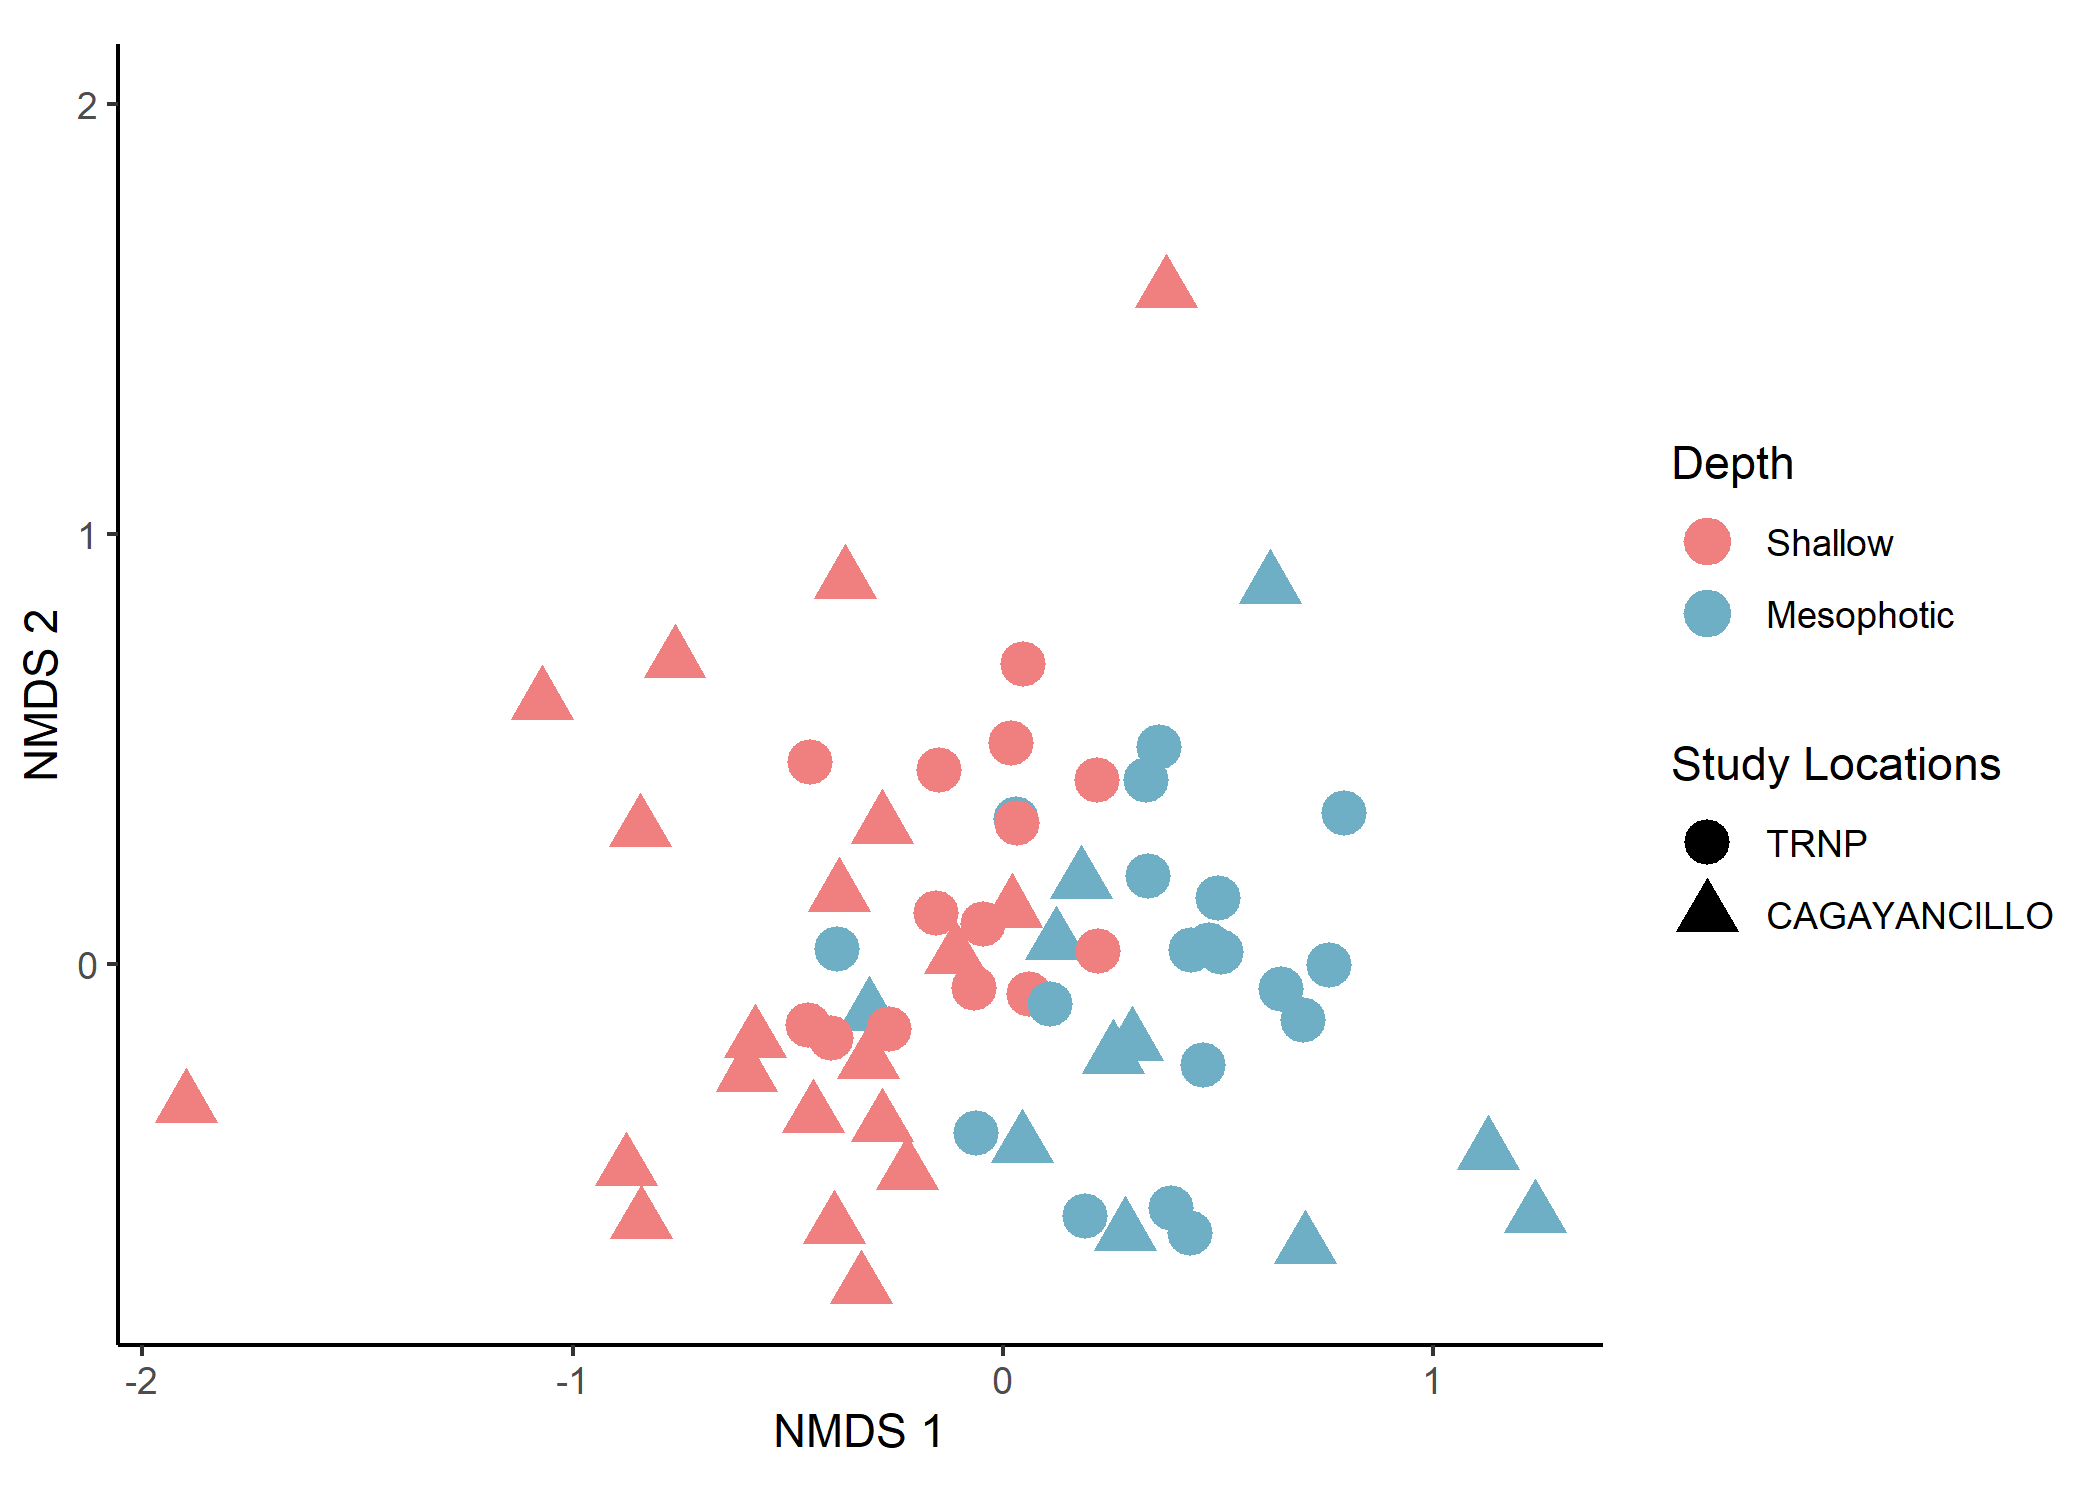 2
1
0
NMDS 2
-2
-1
0
1
NMDS 1
Depth
Shallow
Mesophotic
Study Locations
TRNP
CAGAYANCILLO